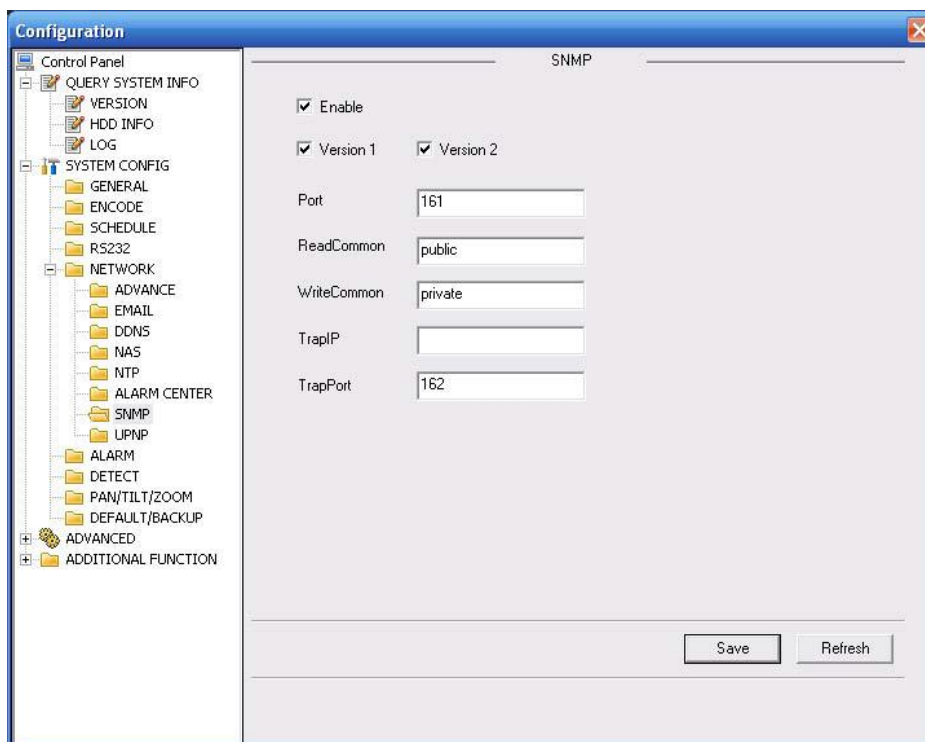 Configuration
Control Panel
QUERY SYSTEM INFO
VERSION
HDD INFO
LOG
SYSTEM CONFIG
GENERAL
ENCODE
SCHEDULE
RS232
NETWORK
ADVANCE
EMAIL
DDNS
NAS
NTP
ALARM CENTER
SNMP
UPNP
ALARM
DETECT
PAN/TILT/ZOOM
DEFAULT/BACKUP
ADVANCED
ADDITIONAL FUNCTION
SNMP
Enable
Version 1 Version 2
Port 161
ReadCommon public
WriteCommon private
TrapIP
TrapPort 162
Save Refresh